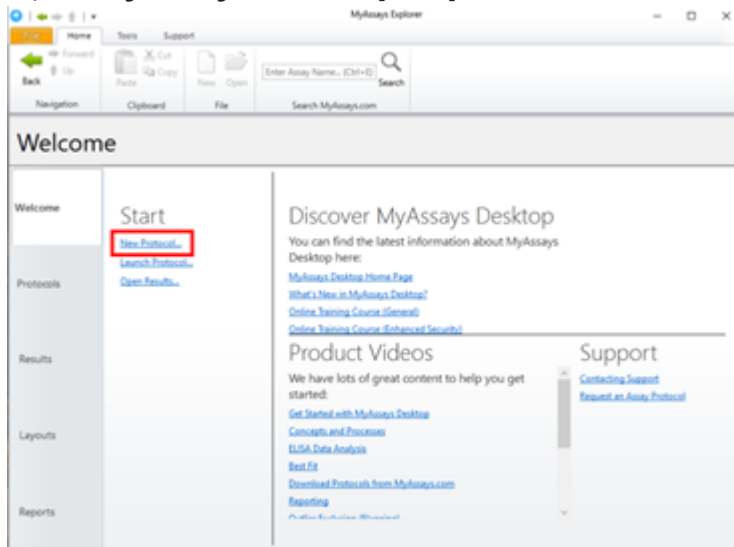 MyAssays Explorer
File Home Tools Support
Back
Forward
Up
Navigation
Paste
Cut
Copy
Clipboard
New Open
File
Enter Assay Name... (Ctrl+E)
Search
Search MyAssays.com
Welcome
Welcome
Protocols
Results
Layouts
Reports
Start
New Protocol...
Launch Protocol...
Open Results...
Discover MyAssays Desktop
You can find the latest information about MyAssays
Desktop here:
MyAssays Desktop Home Page
What's New in MyAssays Desktop?
Online Training Course (General)
Online Training Course (Enhanced Security)
Product Videos
We have lots of great content to help you get
started:
Get Started with MyAssays Desktop
Concepts and Processes
ELISA Data Analysis
Best Fit
Download Protocols from MyAssays.com
Reporting
Support
Contacting Support
Request an Assay Protocol